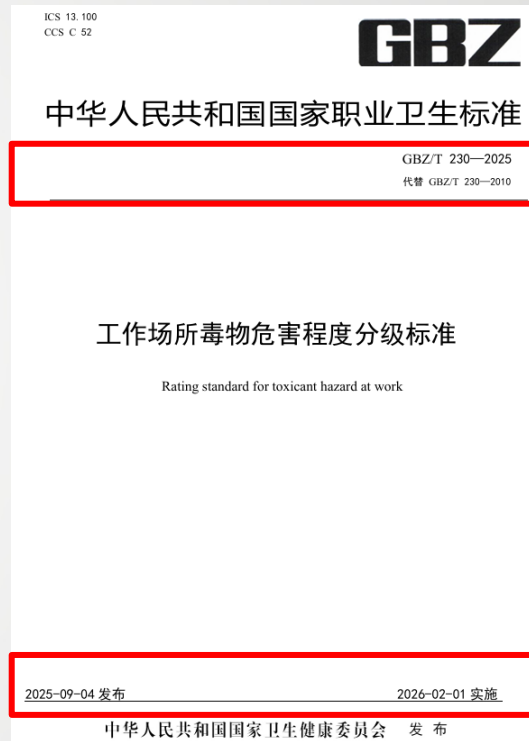 ICS 13.100
CCS C 52
GBZ
中华人民共和国国家职业卫生标准
GBZ/T 230—2025
代替 GBZ/T 230—2010
工作场所毒物危害程度分级标准
Rating standard for toxicant hazard at work
2025-09-04 发布 2026-02-01 实施
中华人民共和国国家卫生健康委员会 发 布